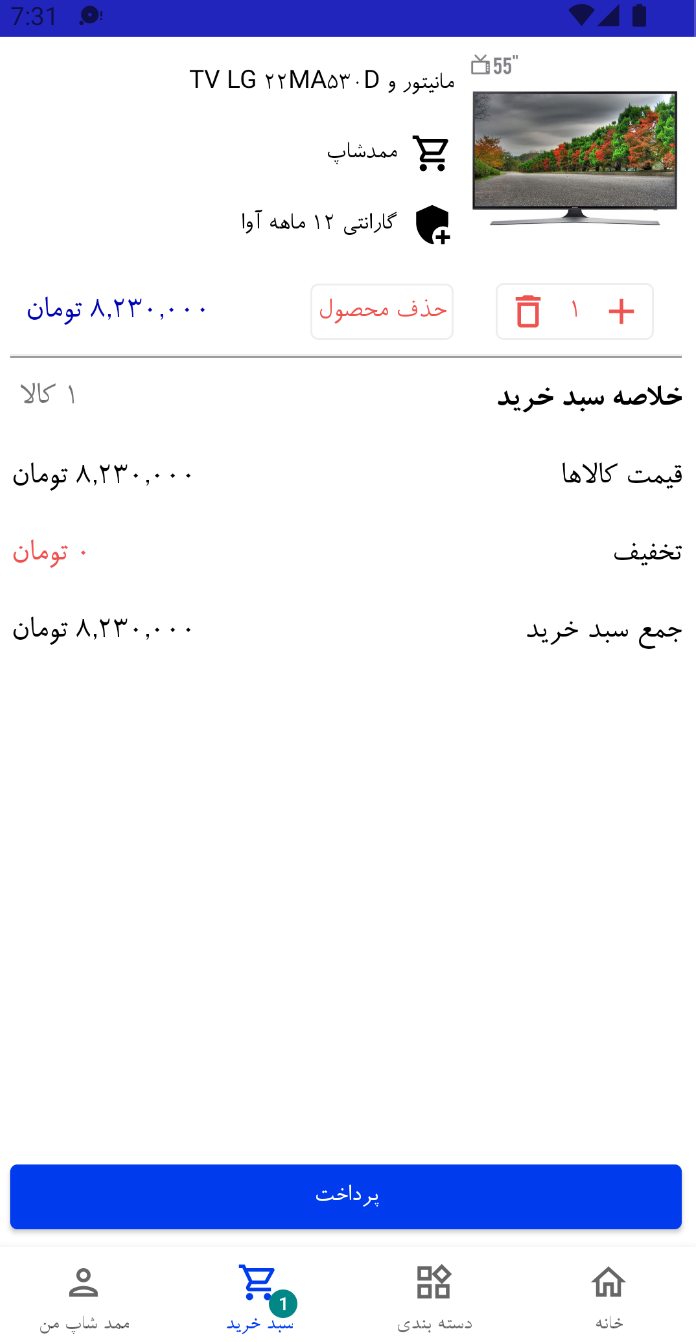 7:31
55"
مانیتور و TV LG ۲۲MA۵۳۰D
ممدشاپ
گارانتی ۱۲ ماهه آوا
۱
حذف محصول
۸,۲۳۰,۰۰۰ تومان
خلاصه سبد خرید
۱ کالا
قیمت کالاها
۸,۲۳۰,۰۰۰ تومان
تخفیف
۰ تومان
جمع سبد خرید
۸,۲۳۰,۰۰۰ تومان
پرداخت
خانه
دسته بندی
1
سبد خرید
ممد شاپ من